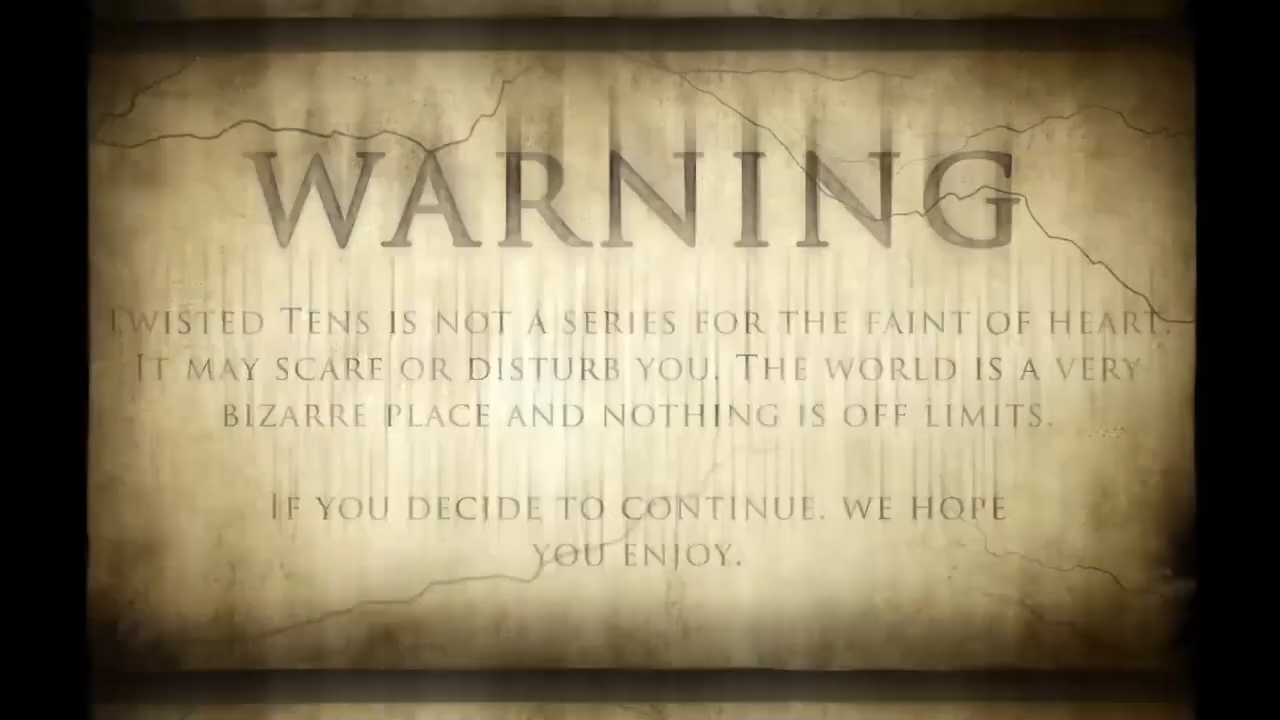 WARNING
TWISTED TENS IS NOT A SERIES FOR THE FAINT OF HEART.
IT MAY SCARE OR DISTURB YOU. THE WORLD IS A VERY
BIZARRE PLACE AND NOTHING IS OFF LIMITS.
IF YOU DECIDE TO CONTINUE, WE HOPE
YOU ENJOY.